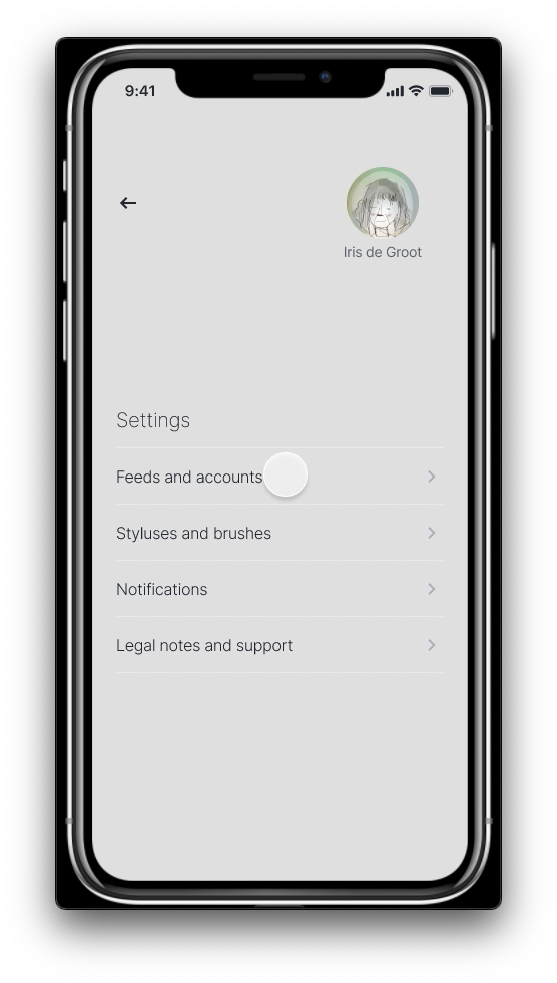 9:41
Iris de Groot
Settings
Feeds and accounts
Styluses and brushes
Notifications
Legal notes and support